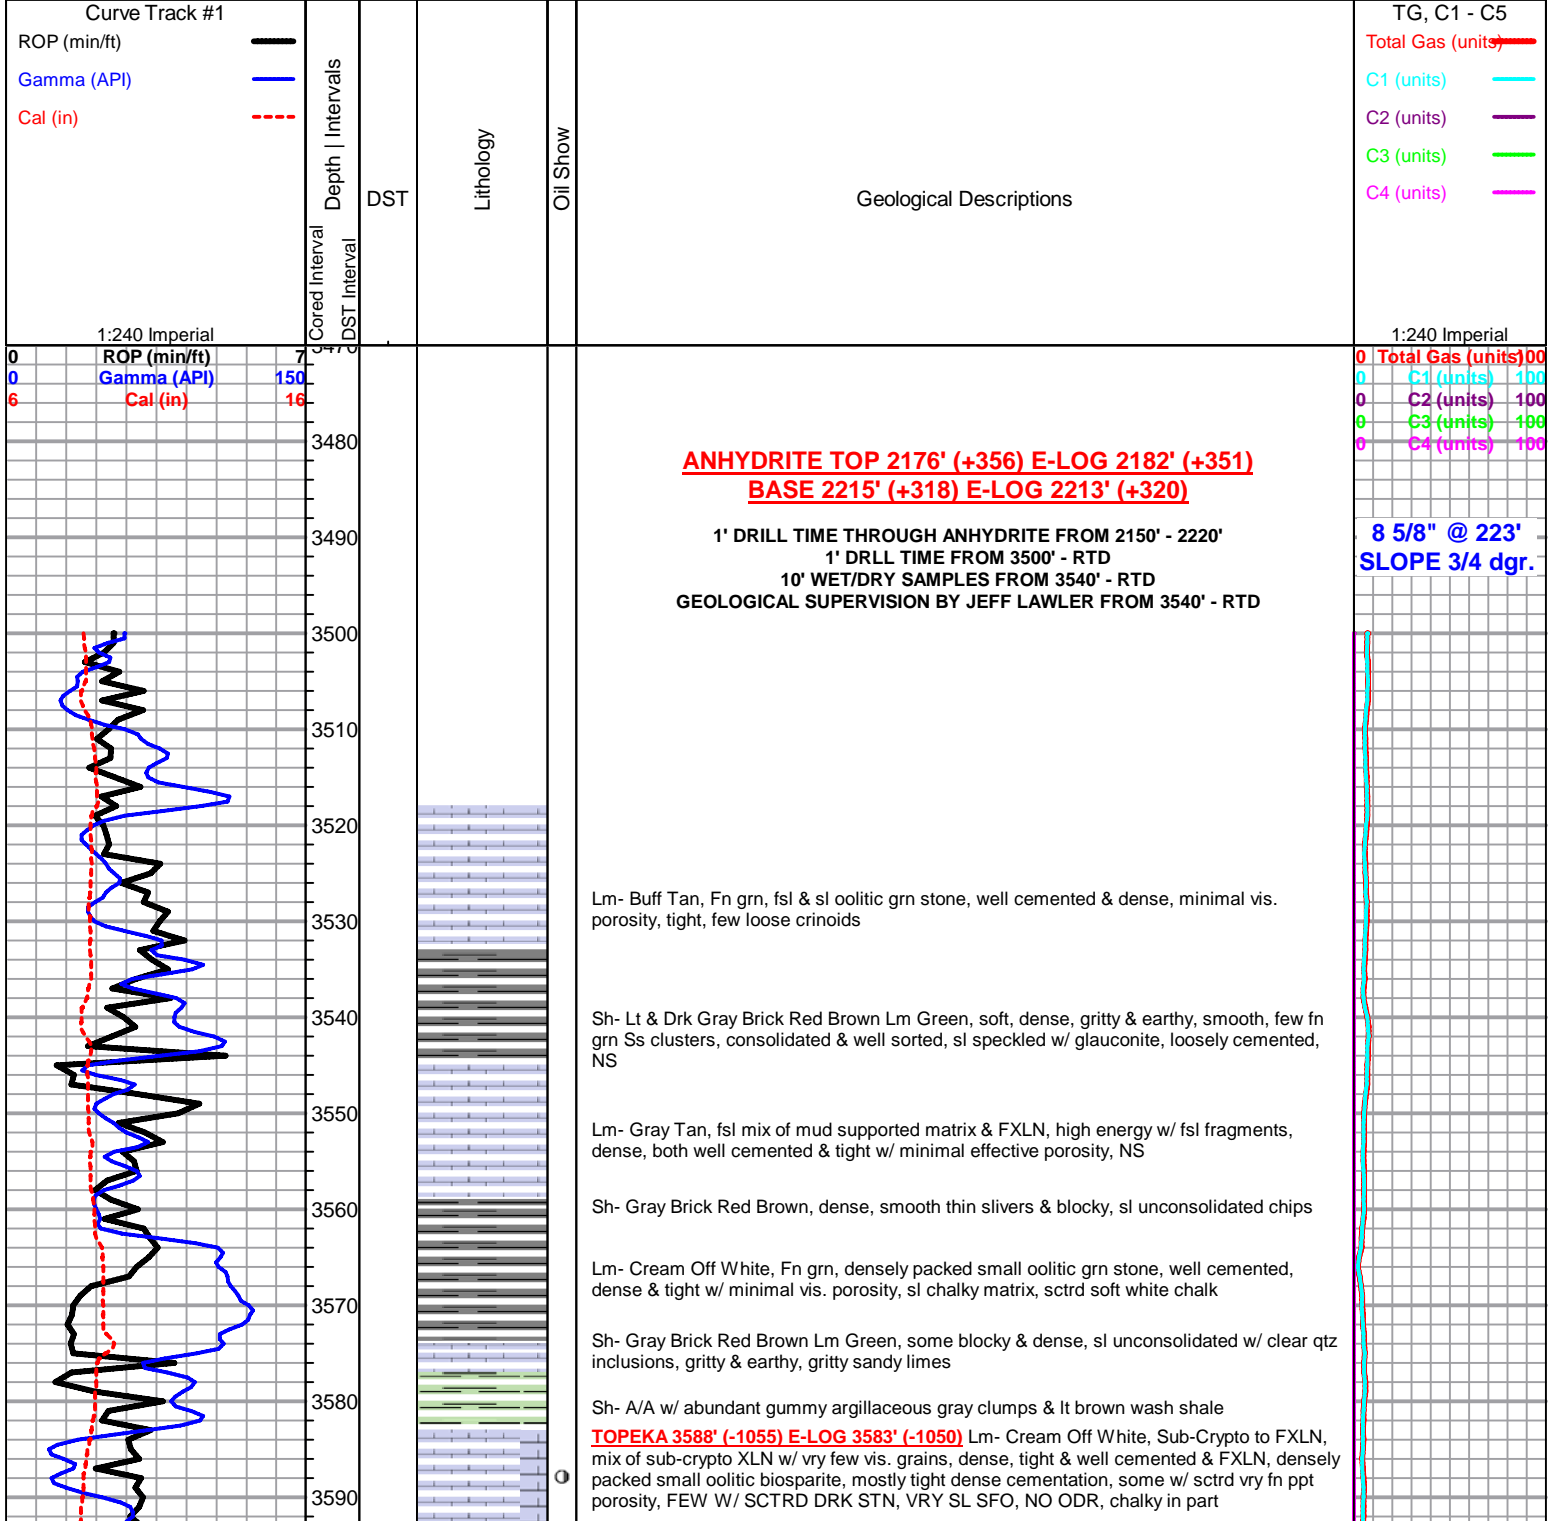 Curve Track #1
ROP (min/ft)
Gamma (API)
Cal (in)
1:240 Imperial
Depth | Intervals
Cored Interval
DST Interval
DST
Lithology
Oil Show
Geological Descriptions
TG, C1 - C5
Total Gas (units)
C1 (units)
C2 (units)
C3 (units)
C4 (units)
1:240 Imperial
0 ROP (min/ft) 7
0 Gamma (API) 150
6 Cal (in) 16
3470
0 Total Gas (units) 100
0 C1 (units) 100
0 C2 (units) 100
0 C3 (units) 100
0 C4 (units) 100
3480
ANHYDRITE TOP 2176' (+356) E-LOG 2182' (+351)
BASE 2215' (+318) E-LOG 2213' (+320)
3490
1' DRILL TIME THROUGH ANHYDRITE FROM 2150' - 2220'
1' DRLL TIME FROM 3500' - RTD
10' WET/DRY SAMPLES FROM 3540' - RTD
GEOLOGICAL SUPERVISION BY JEFF LAWLER FROM 3540' - RTD
8 5/8" @ 223'
SLOPE 3/4 dgr.
3500
3510
3520
Lm- Buff Tan, Fn grn, fsl & sl oolitic grn stone, well cemented & dense, minimal vis.
porosity, tight, few loose crinoids
3530
3540
Sh- Lt & Drk Gray Brick Red Brown Lm Green, soft, dense, gritty & earthy, smooth, few fn
grn Ss clusters, consolidated & well sorted, sl speckled w/ glauconite, loosely cemented,
NS
3550
Lm- Gray Tan, fsl mix of mud supported matrix & FXLN, high energy w/ fsl fragments,
dense, both well cemented & tight w/ minimal effective porosity, NS
3560
Sh- Gray Brick Red Brown, dense, smooth thin slivers & blocky, sl unconsolidated chips
Lm- Cream Off White, Fn grn, densely packed small oolitic grn stone, well cemented,
dense & tight w/ minimal vis. porosity, sl chalky matrix, sctrd soft white chalk
3570
Sh- Gray Brick Red Brown Lm Green, some blocky & dense, sl unconsolidated w/ clear qtz
inclusions, gritty & earthy, gritty sandy limes
3580
Sh- A/A w/ abundant gummy argillaceous gray clumps & lt brown wash shale
TOPEKA 3588' (-1055) E-LOG 3583' (-1050) Lm- Cream Off White, Sub-Crypto to FXLN,
mix of sub-crypto XLN w/ vry few vis. grains, dense, tight & well cemented & FXLN, densely
packed small oolitic biosparite, mostly tight dense cementation, some w/ sctrd vry fn ppt
porosity, FEW W/ SCTRD DRK STN, VRY SL SFO, NO ODR, chalky in part
3590